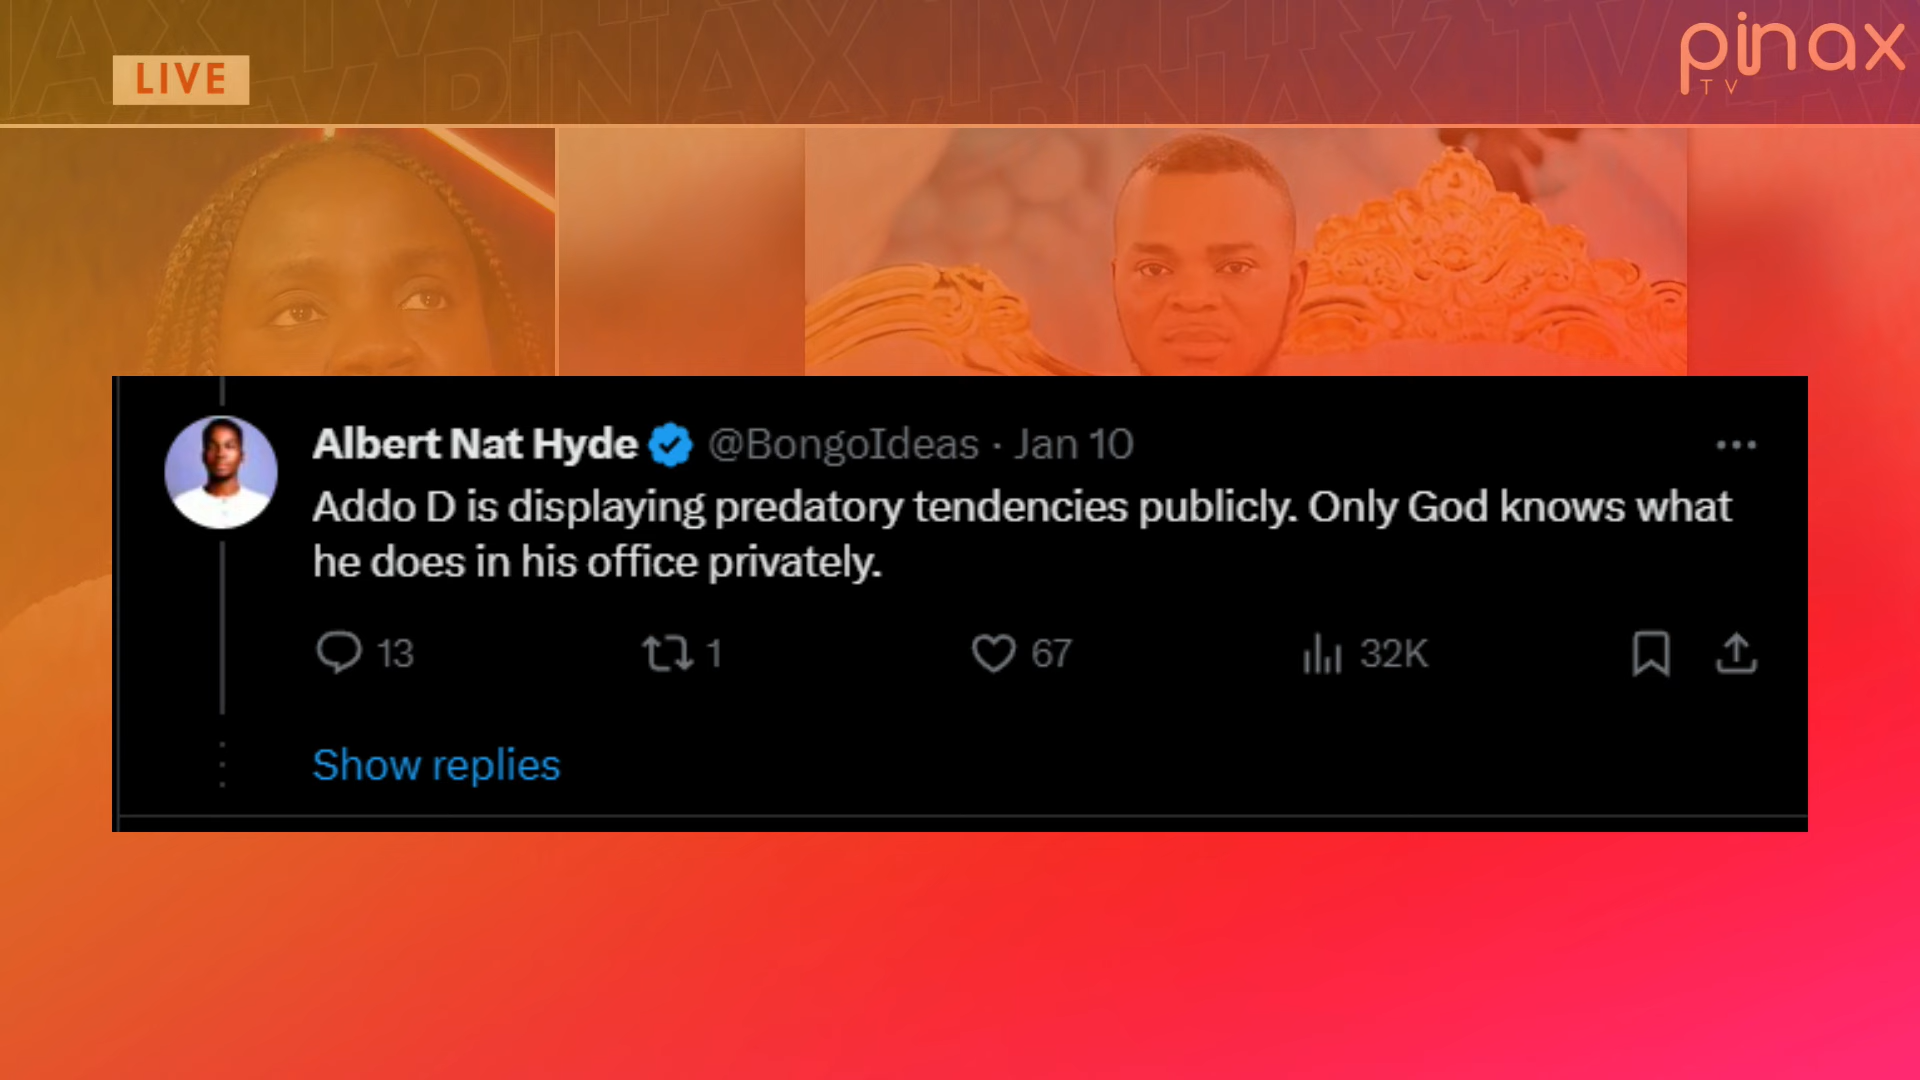 LIVE
pinax
TV
Albert Nat Hyde @BongoIdeas · Jan 10
Addo D is displaying predatory tendencies publicly. Only God knows what
he does in his office privately.
13 1 67 32K
Show replies